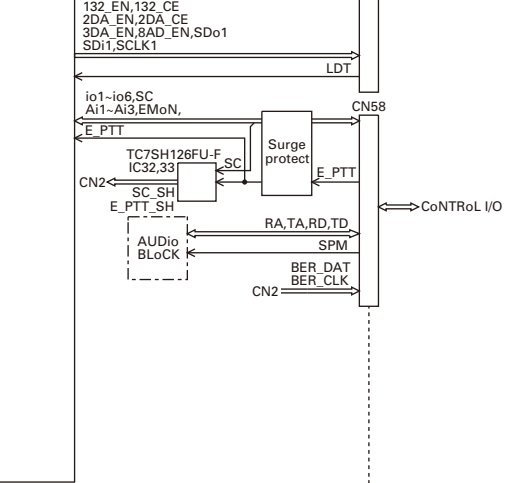 132_EN,132_CE
2DA_EN,2DA_CE
3DA_EN,8AD_EN,SDo1
SDi1,SCLK1
LDT
io1~io6,SC
Ai1~Ai3,EMoN,
CN58
E_PTT
Surge
protect
TC7SH126FU-F
IC32,33
SC
E_PTT
CN2
SC_SH
E_PTT_SH
CoNTRoL I/O
RA,TA,RD,TD
AUDio
BLoCK
SPM
BER_DAT
BER_CLK
CN2